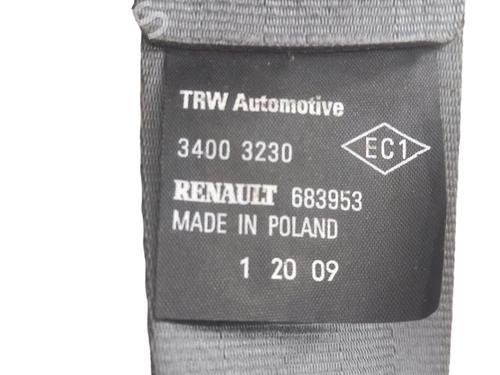 TRW Automotive
3400 3230
EC1
RENAULT 683953
MADE IN POLAND
1 20 09